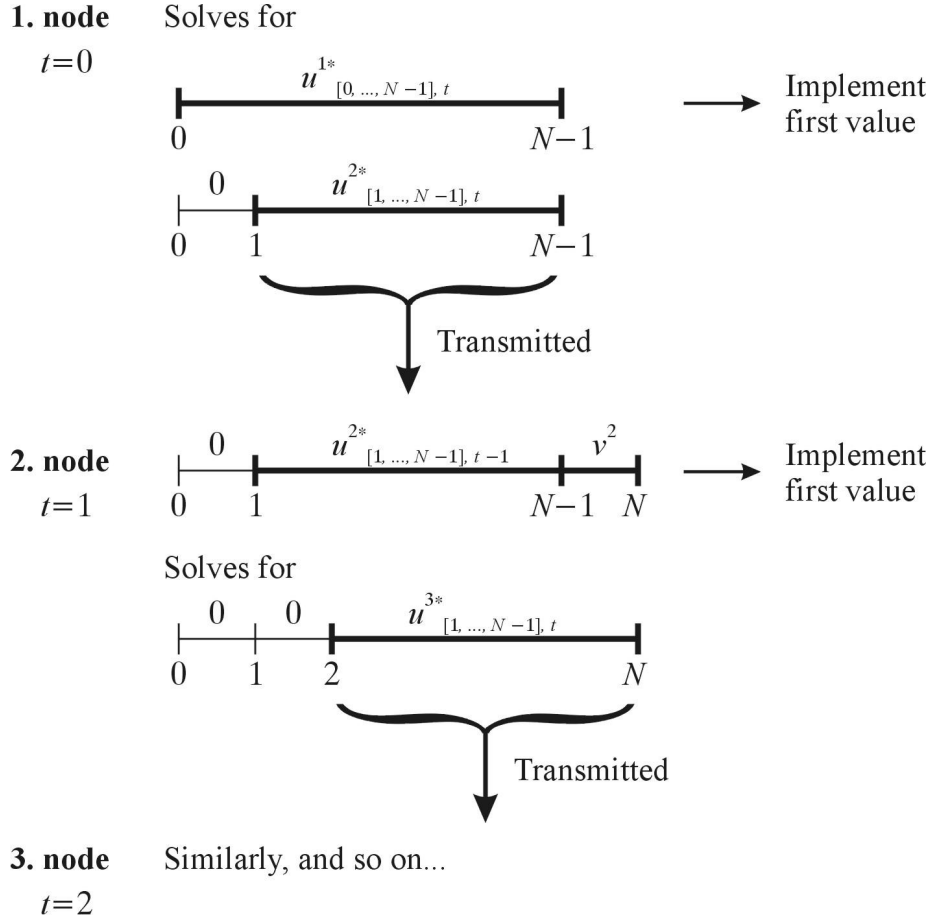 1. node Solves for
t=0
u^{1*}_{[0, ..., N −1], t}
Implement
first value
0 N−1
0 u^{2*}_{[1, ..., N −1], t}
0 1 N−1
Transmitted
2. node 0 u^{2*}_{[1, ..., N −1], t −1} v^2 Implement
t=1 0 1 N−1 N first value
Solves for
0 0 u^{3*}_{[1, ..., N −1], t}
0 1 2 N
Transmitted
3. node Similarly, and so on...
t=2